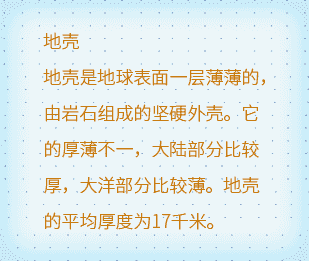 地壳
地壳是地球表面一层薄薄的，
由岩石组成的坚硬外壳。它
的厚薄不一，大陆部分比较
厚，大洋部分比较薄。地壳
的平均厚度为17千米。